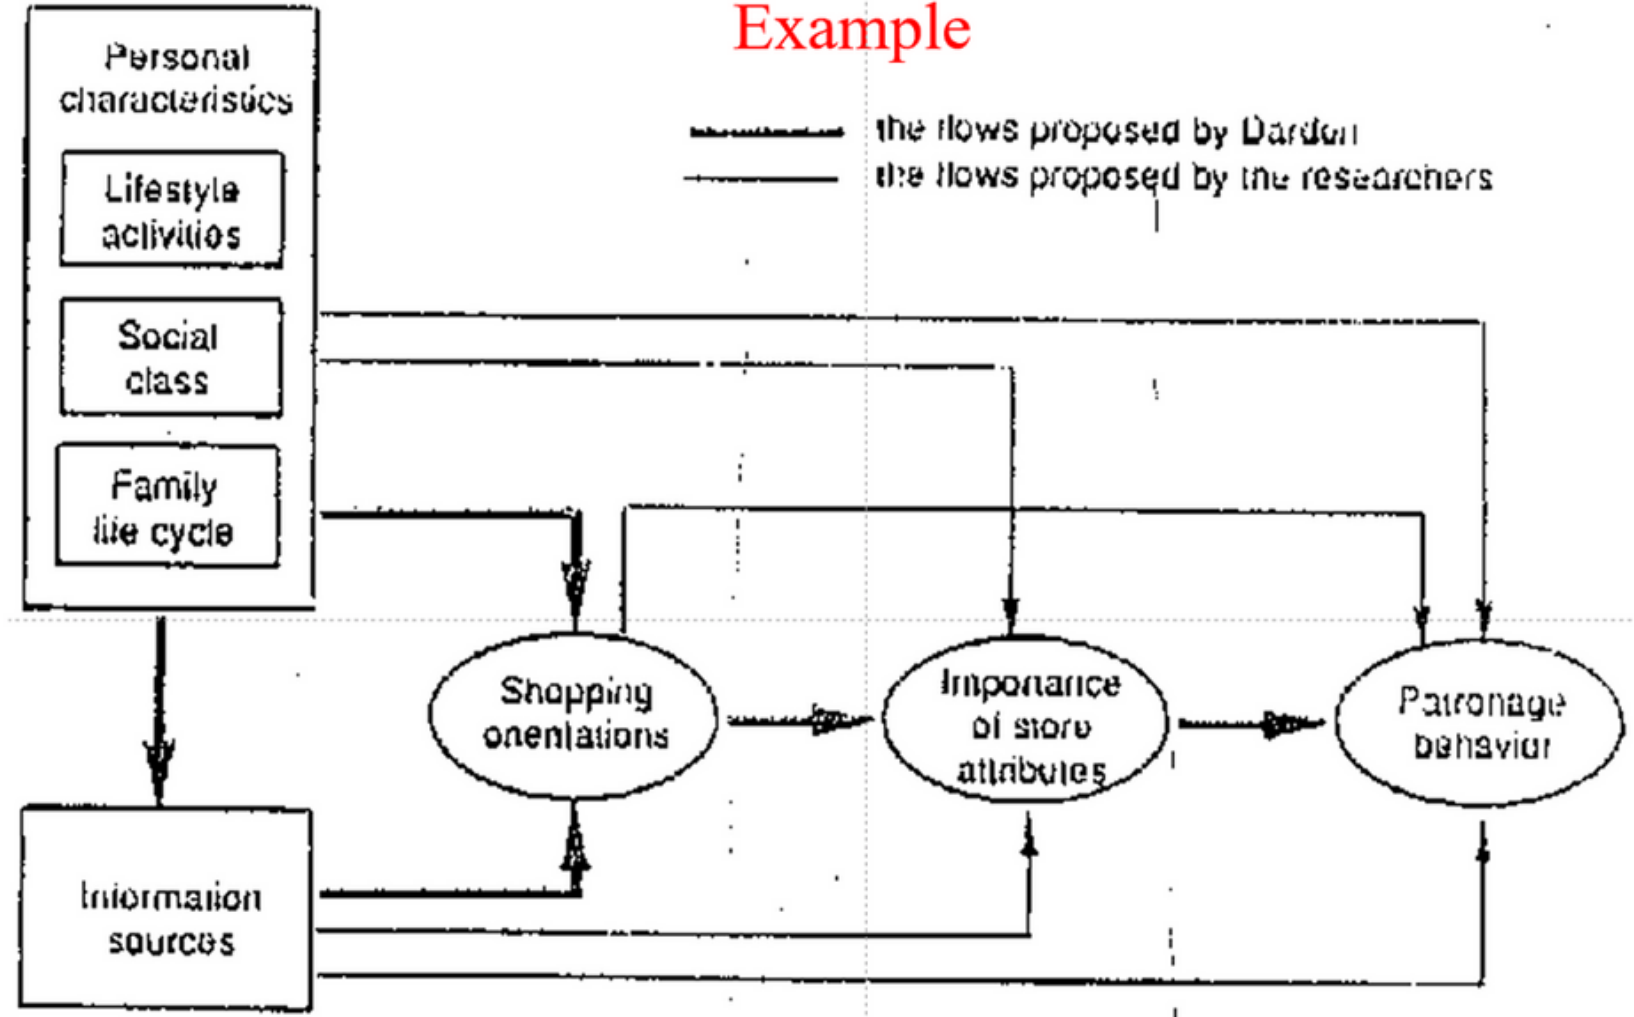 Example
Personal
characteristics
Lifestyle
activities
Social
class
Family
life cycle
the flows proposed by Darden
the flows proposed by the researchers
Shopping
orientations
Importance
of store
attributes
Patronage
behavior
Information
sources